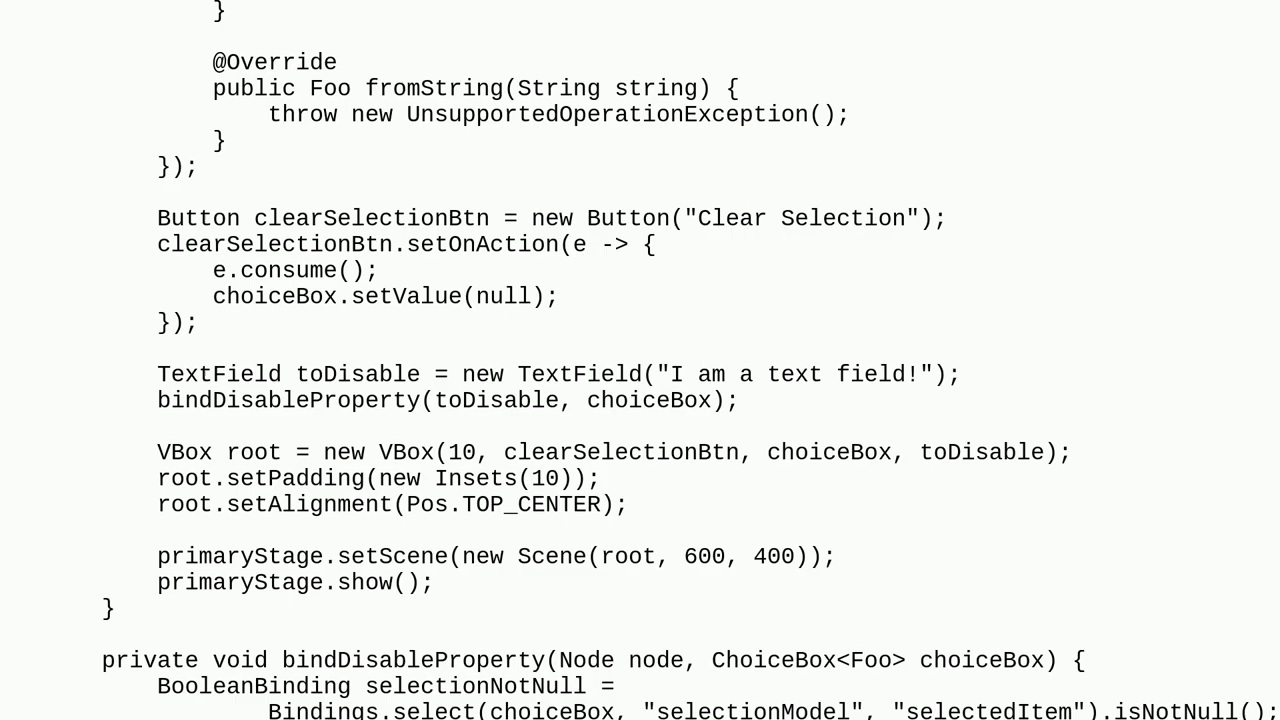 }
@Override
public Foo fromString(String string) {
throw new UnsupportedOperationException();
}
});
Button clearSelectionBtn = new Button("Clear Selection");
clearSelectionBtn.setOnAction(e -> {
e.consume();
choiceBox.setValue(null);
});
TextField toDisable = new TextField("I am a text field!");
bindDisableProperty(toDisable, choiceBox);
VBox root = new VBox(10, clearSelectionBtn, choiceBox, toDisable);
root.setPadding(new Insets(10));
root.setAlignment(Pos.TOP_CENTER);
primaryStage.setScene(new Scene(root, 600, 400));
primaryStage.show();
}
private void bindDisableProperty(Node node, ChoiceBox<Foo> choiceBox) {
BooleanBinding selectionNotNull =
Bindings.select(choiceBox, "selectionModel", "selectedItem").isNotNull();